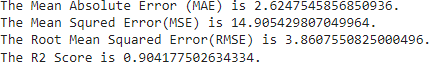 The Mean Absolute Error (MAE) is 2.6247545856850936.
The Mean Squred Error(MSE) is 14.905429807049964.
The Root Mean Squared Error(RMSE) is 3.8607550825000496.
The R2 Score is 0.904177502634334.